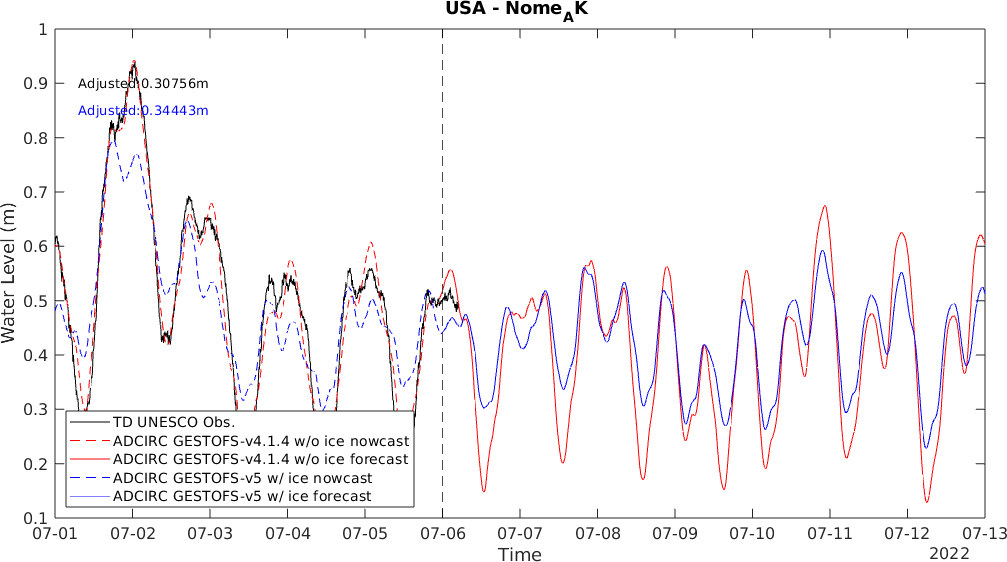 USA - Nome_AK
1
0.9
0.8
0.7
0.6
0.5
0.4
0.3
0.2
0.1
Water Level (m)
Adjusted:0.30756m
Adjusted:0.34443m
TD UNESCO Obs.
ADCIRC GESTOFS-v4.1.4 w/o ice nowcast
ADCIRC GESTOFS-v4.1.4 w/o ice forecast
ADCIRC GESTOFS-v5 w/ ice nowcast
ADCIRC GESTOFS-v5 w/ ice forecast
07-01 07-02 07-03 07-04 07-05 07-06 07-07 07-08 07-09 07-10 07-11 07-12 07-13
Time
2022